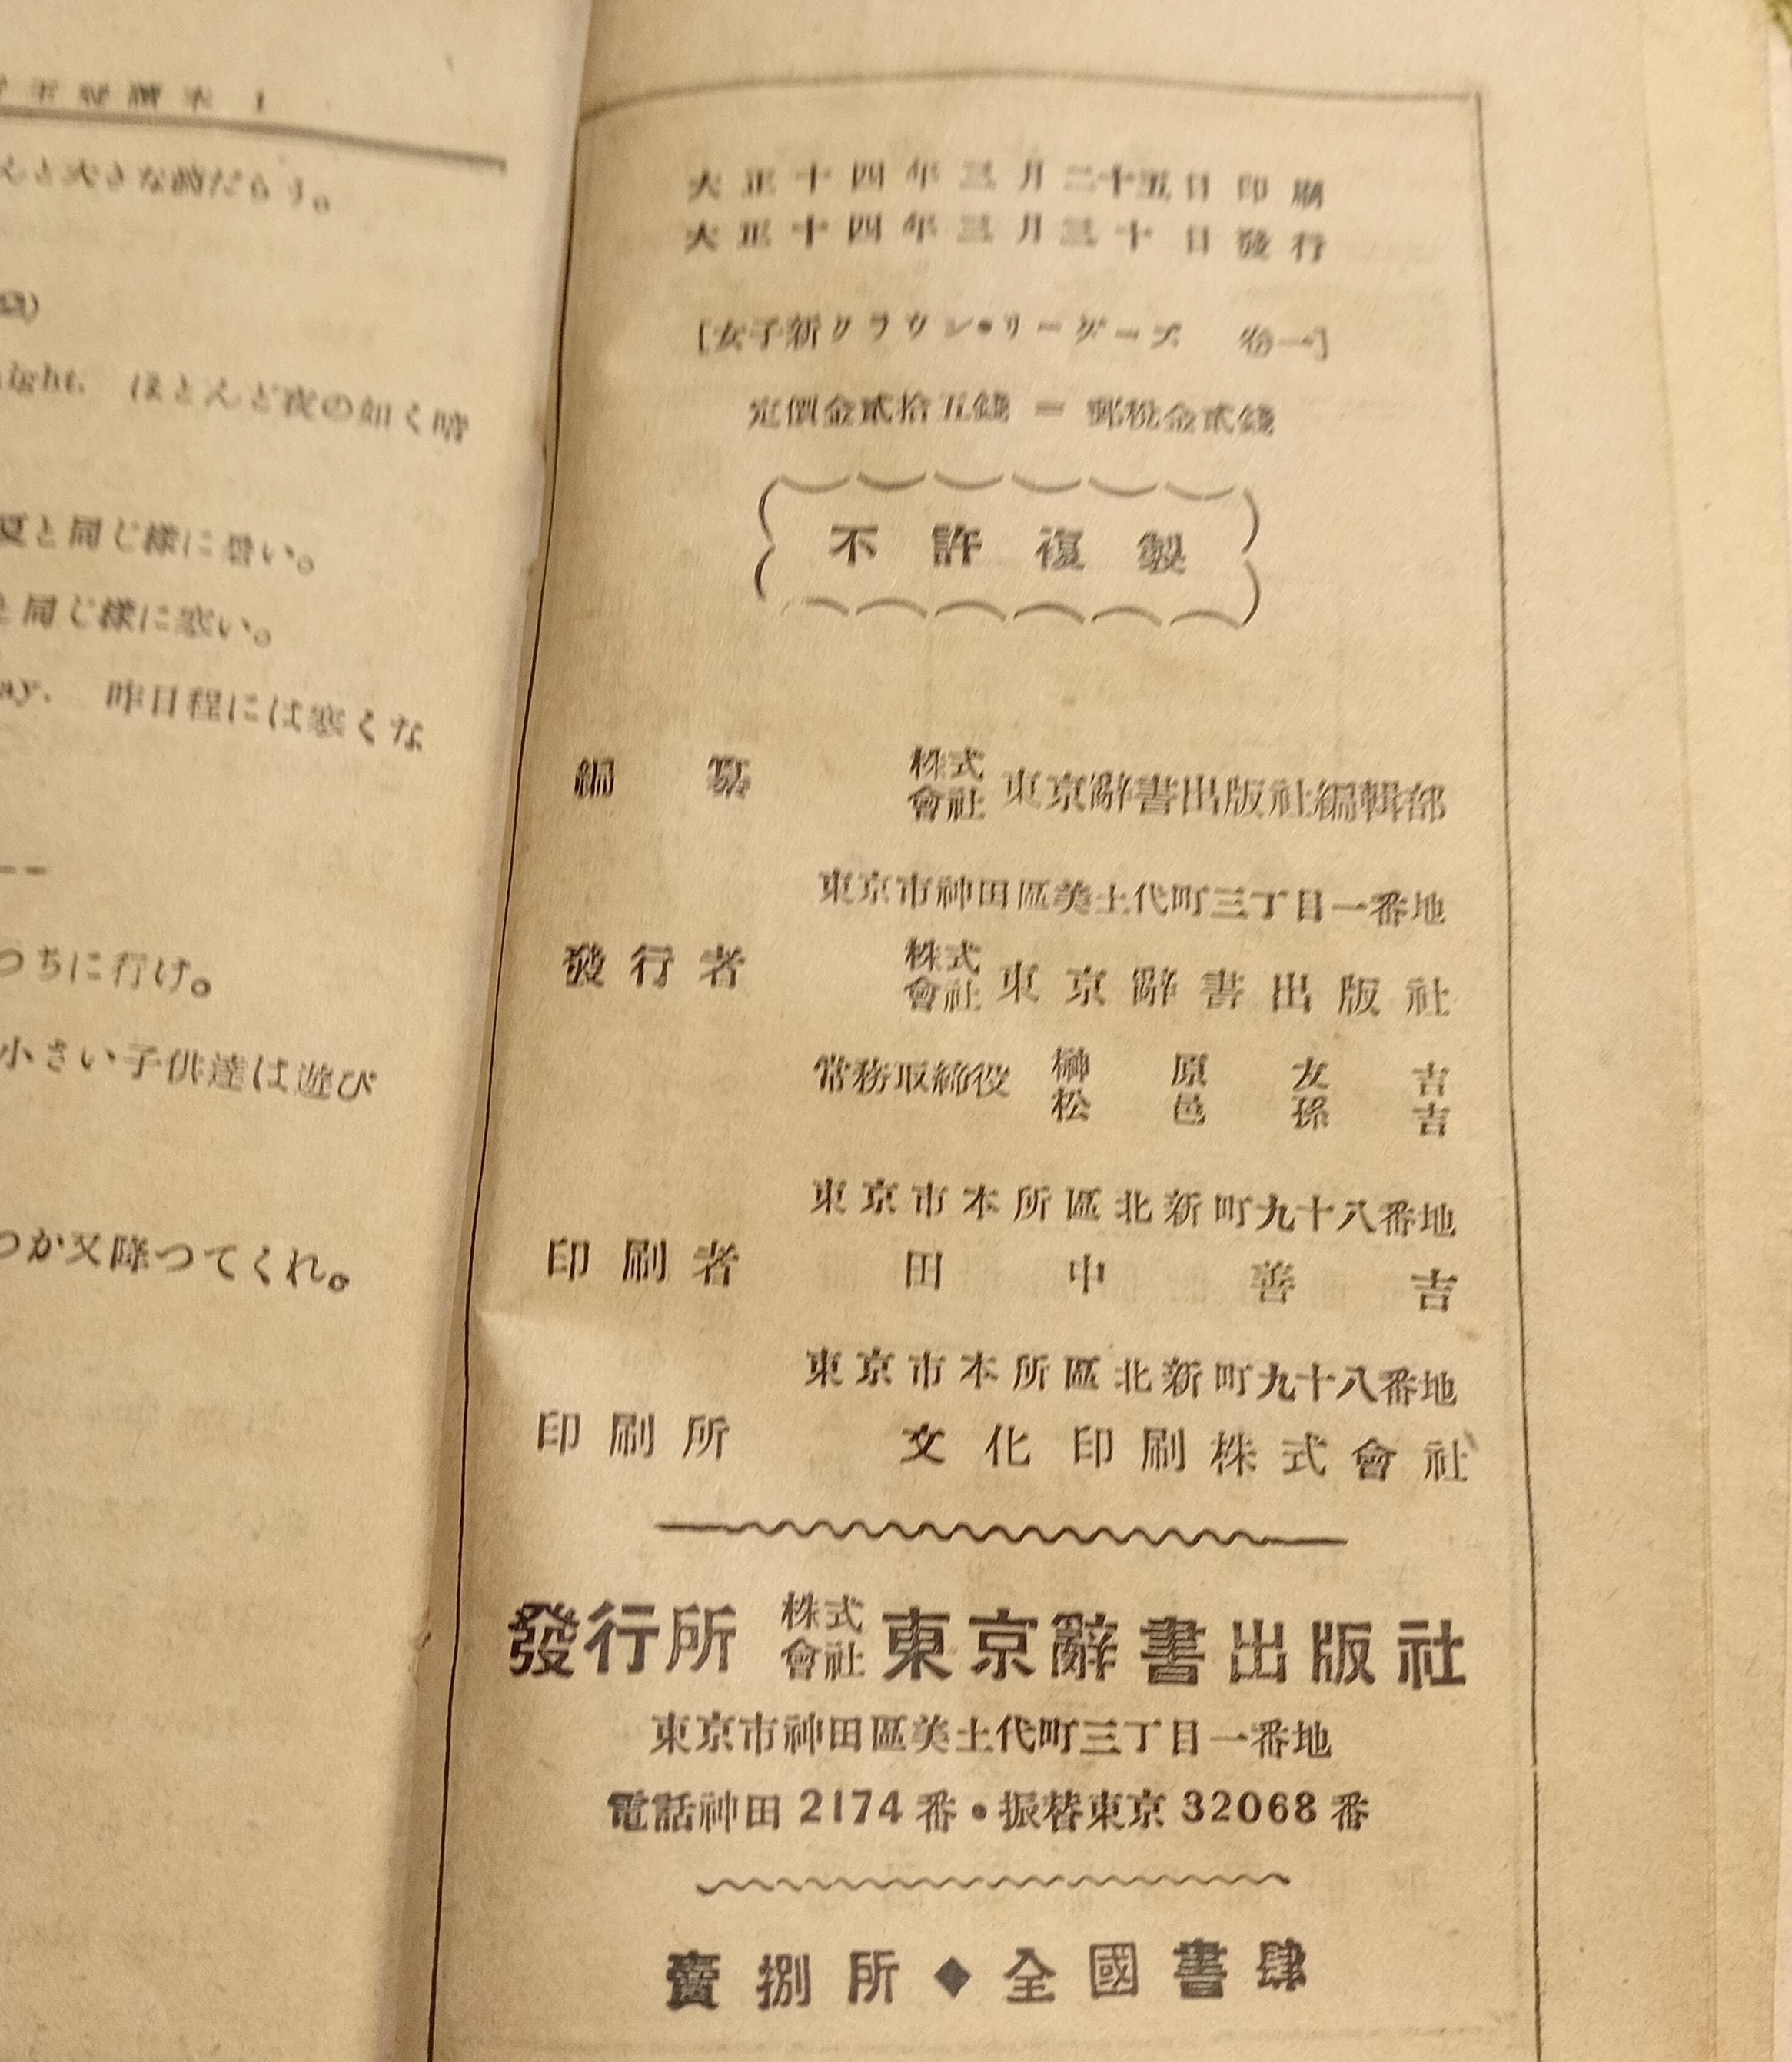 んと大きな節だらう。
night. ほとんど夜の如く暗
夏と同じ様に暑い。
と同じ様に寒い。
ay. 昨日程には寒くな
つちに行け。
小さい子供達は遊び
つか又降つてくれ。
大正十四年三月二十五日印刷
大正十四年三月三十日發行
[女子新クラウン・リーダース 卷一]
定價金貳拾五錢 — 郵税金貳錢
不許複製
編纂 株式會社 東京辭書出版社編輯部
東京市神田區美土代町三丁目一番地
發行者 株式會社 東京辭書出版社
常務取締役 榊原友吉
松邑孫吉
東京市本所區北新町九十八番地
印刷者 田中善吉
東京市本所區北新町九十八番地
印刷所 文化印刷株式會社
發行所 株式會社 東京辭書出版社
東京市神田區美土代町三丁目一番地
電話神田 2174 番・振替東京 32068 番
賣捌所◆全國書肆